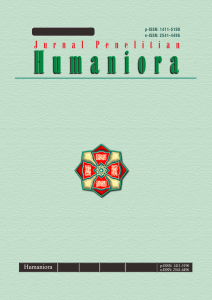 p-ISSN: 1411-5190
e-ISSN: 2541-4496
Jurnal Penelitian
Humaniora
Humaniora
p-ISSN: 1411-5190
e-ISSN: 2541-4496